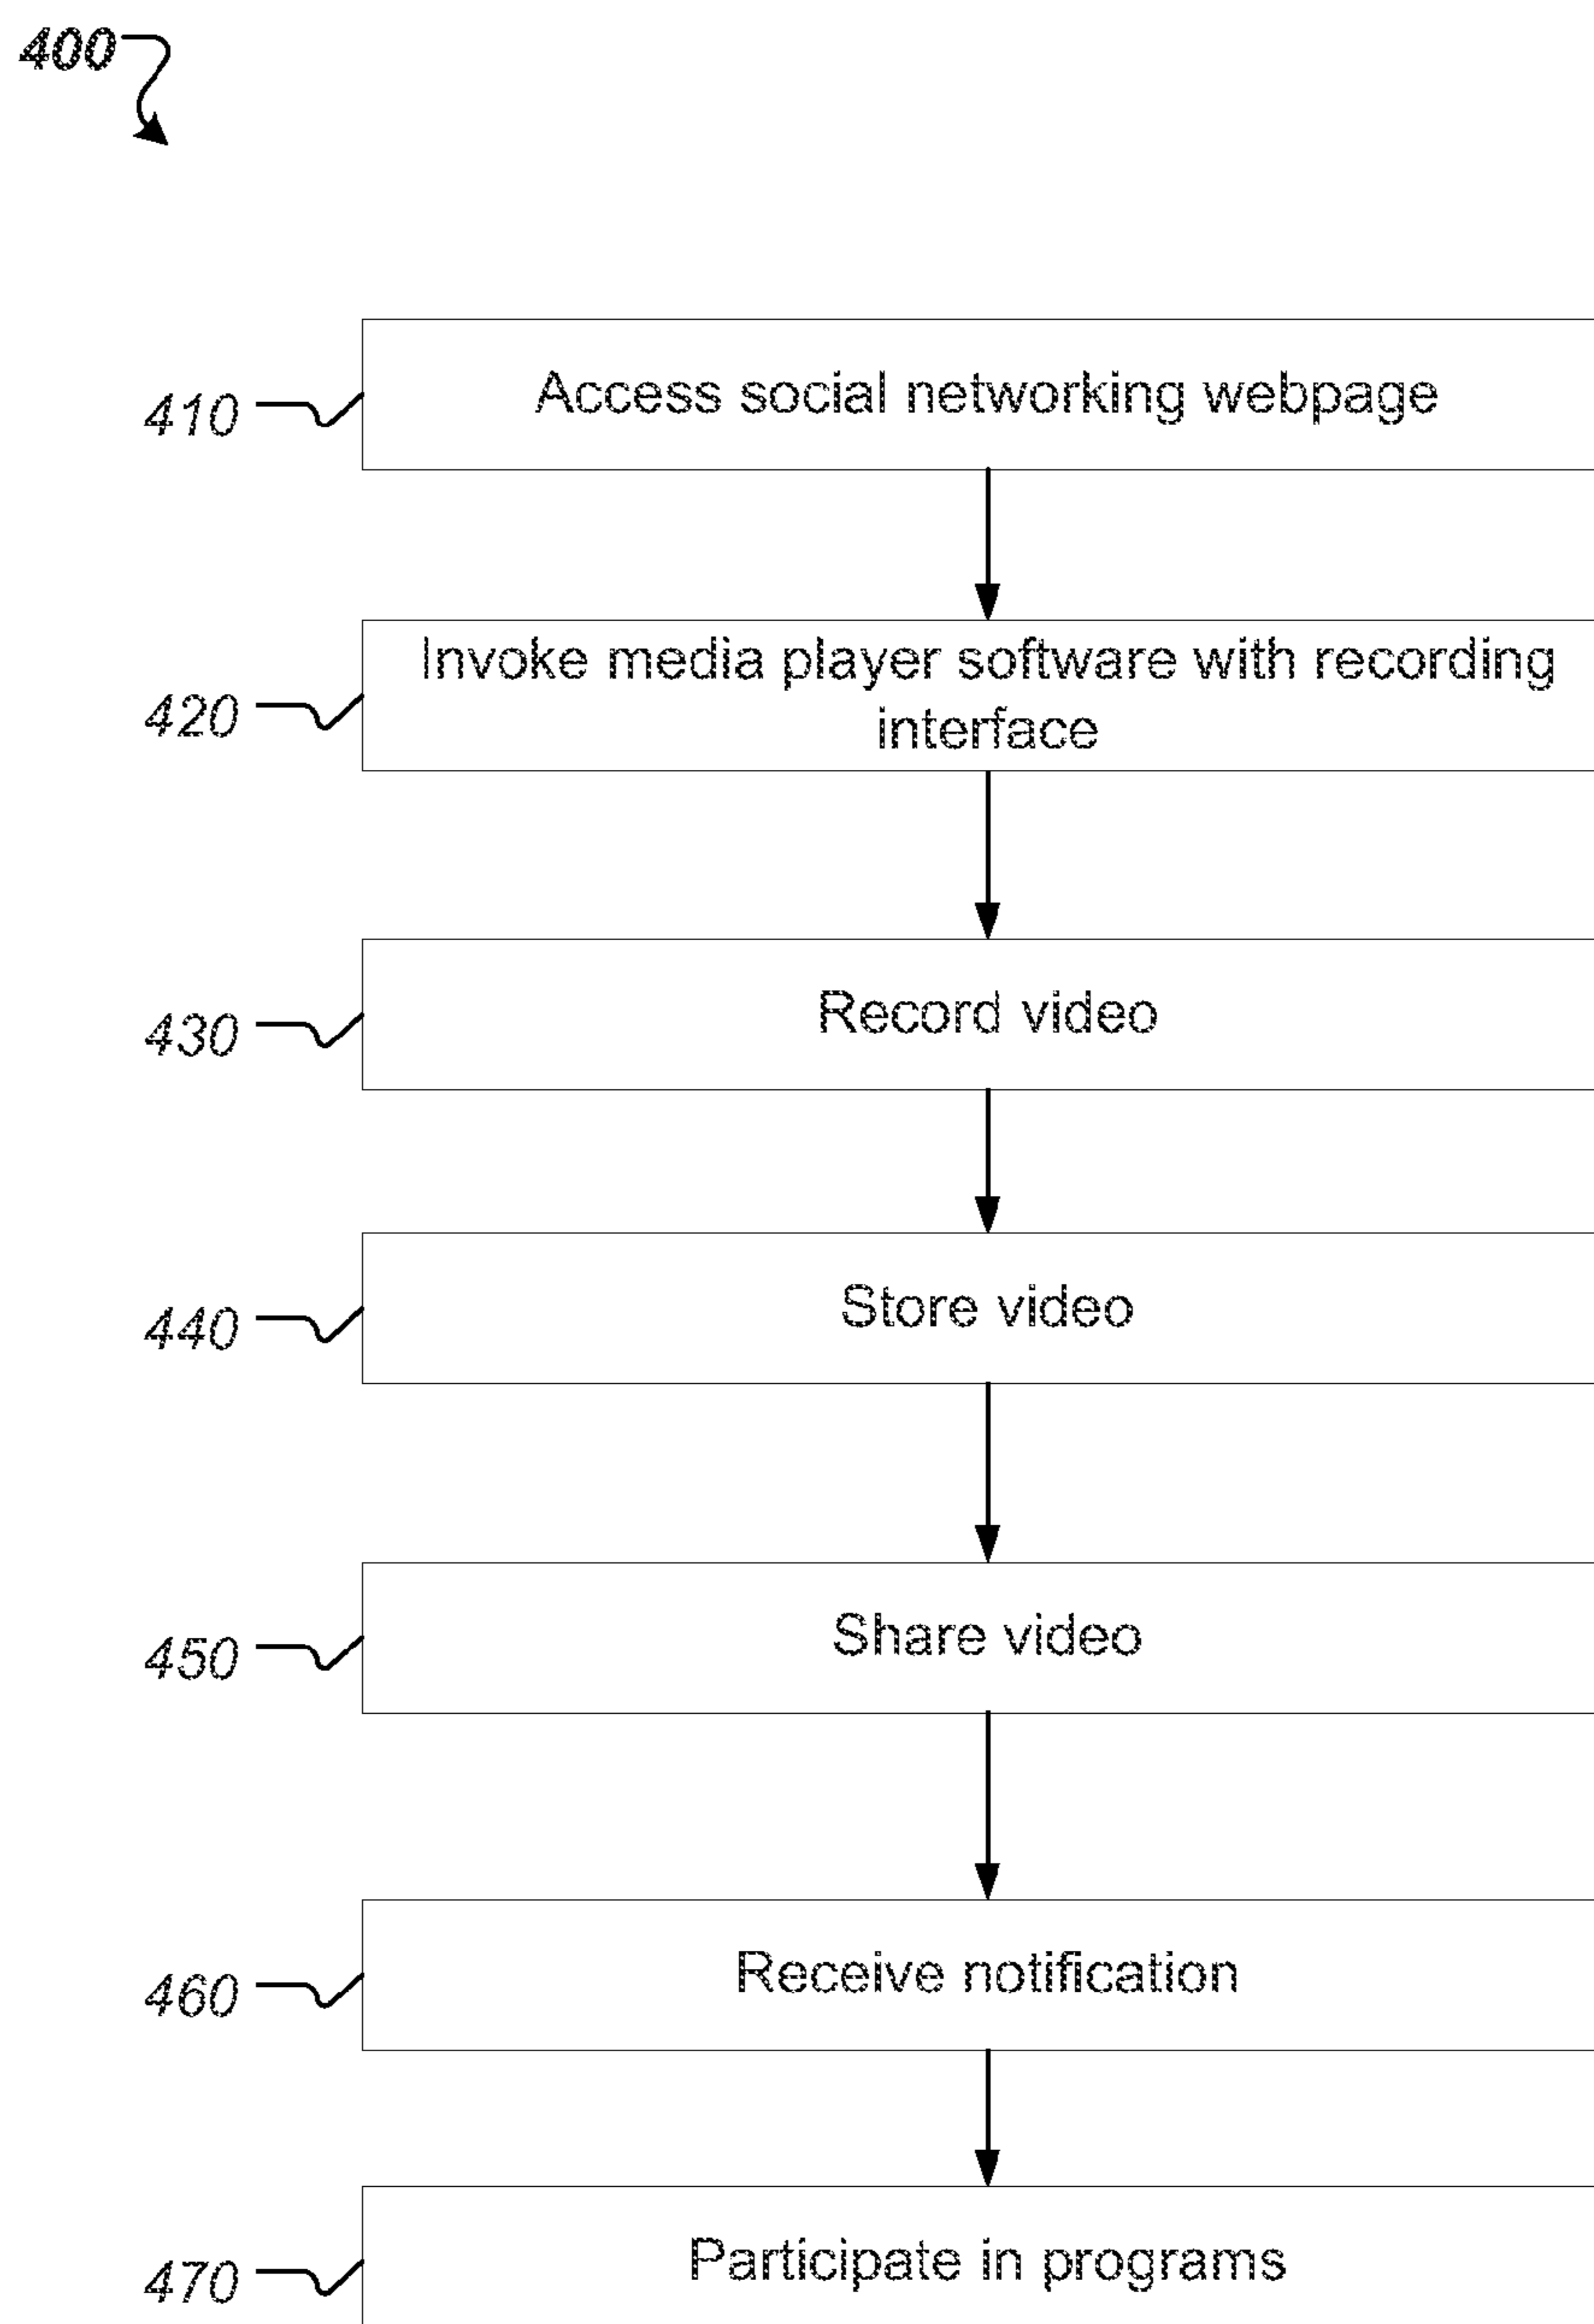 400
410
Access social networking webpage
420
Invoke media player software with recording
interface
430
Record video
440
Store video
450
Share video
460
Receive notification
470
Participate in programs